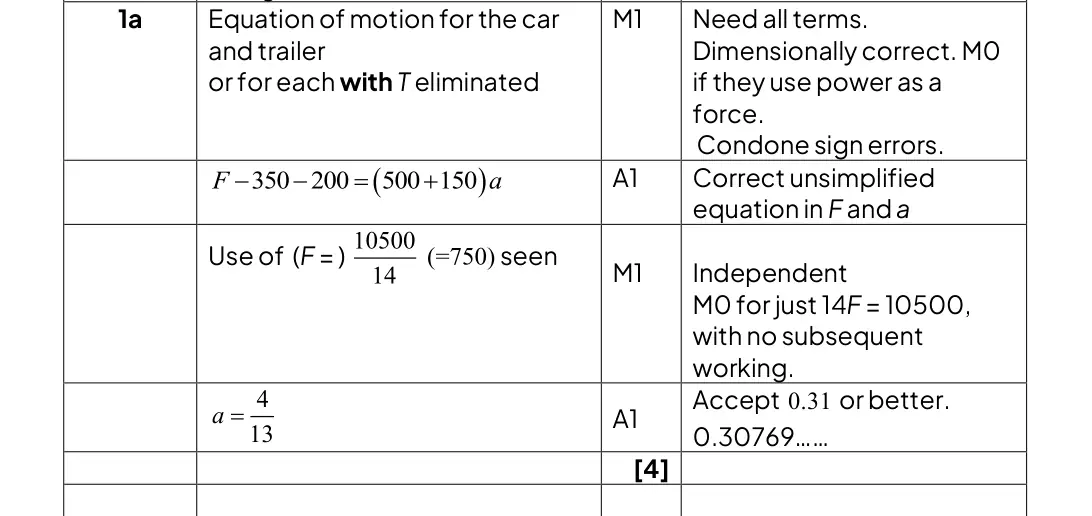 1a
Equation of motion for the car
and trailer
or for each with T eliminated
M1
Need all terms.
Dimensionally correct. M0
if they use power as a
force.
Condone sign errors.
F − 350 − 200 = (500 + 150)a
A1
Correct unsimplified
equation in F and a
Use of (F = ) 10500/14 (=750) seen
M1
Independent
M0 for just 14F = 10500,
with no subsequent
working.
a = 4/13
A1
Accept 0.31 or better.
0.30769……
[4]